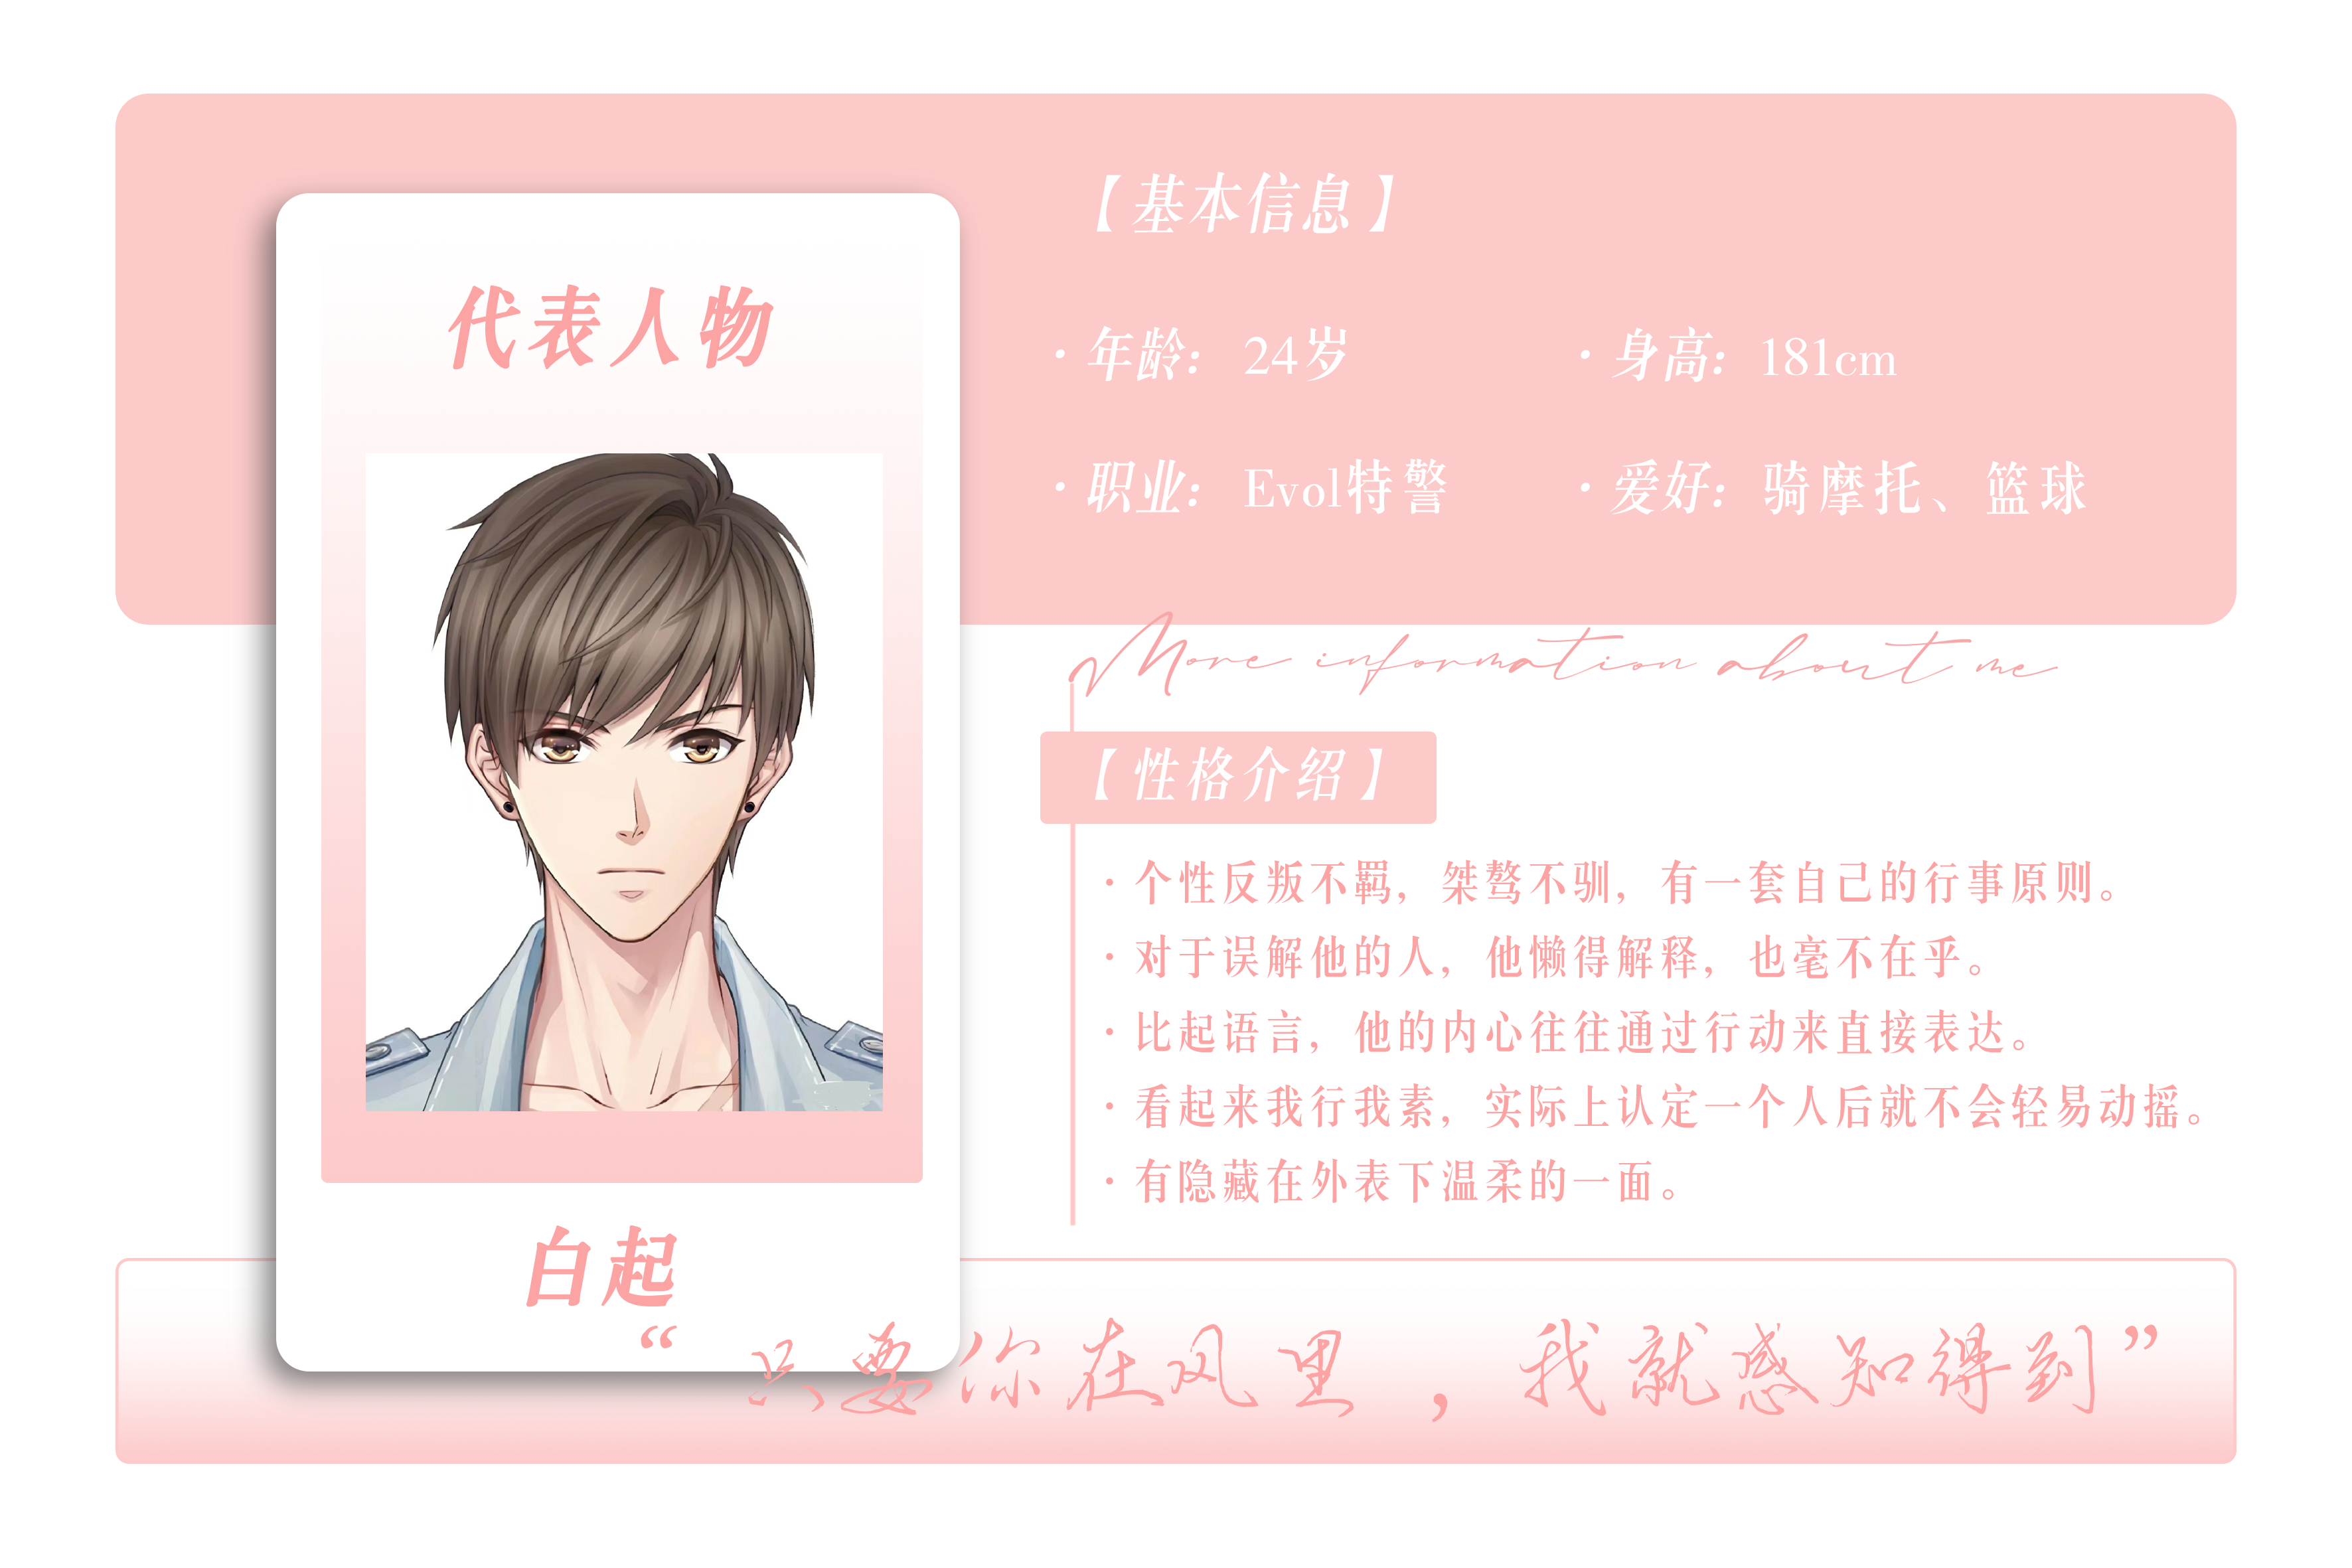 代表人物
白起
【基本信息】
·年龄：24岁 ·身高：181cm
·职业：Evol特警 ·爱好：骑摩托、篮球
More information about me
【性格介绍】
·个性反叛不羁，桀骜不驯，有一套自己的行事原则。
·对于误解他的人，他懒得解释，也毫不在乎。
·比起语言，他的内心往往通过行动来直接表达。
·看起来我行我素，实际上认定一个人后就不会轻易动摇。
·有隐藏在外表下温柔的一面。
“只要你在风里，我就感知得到”